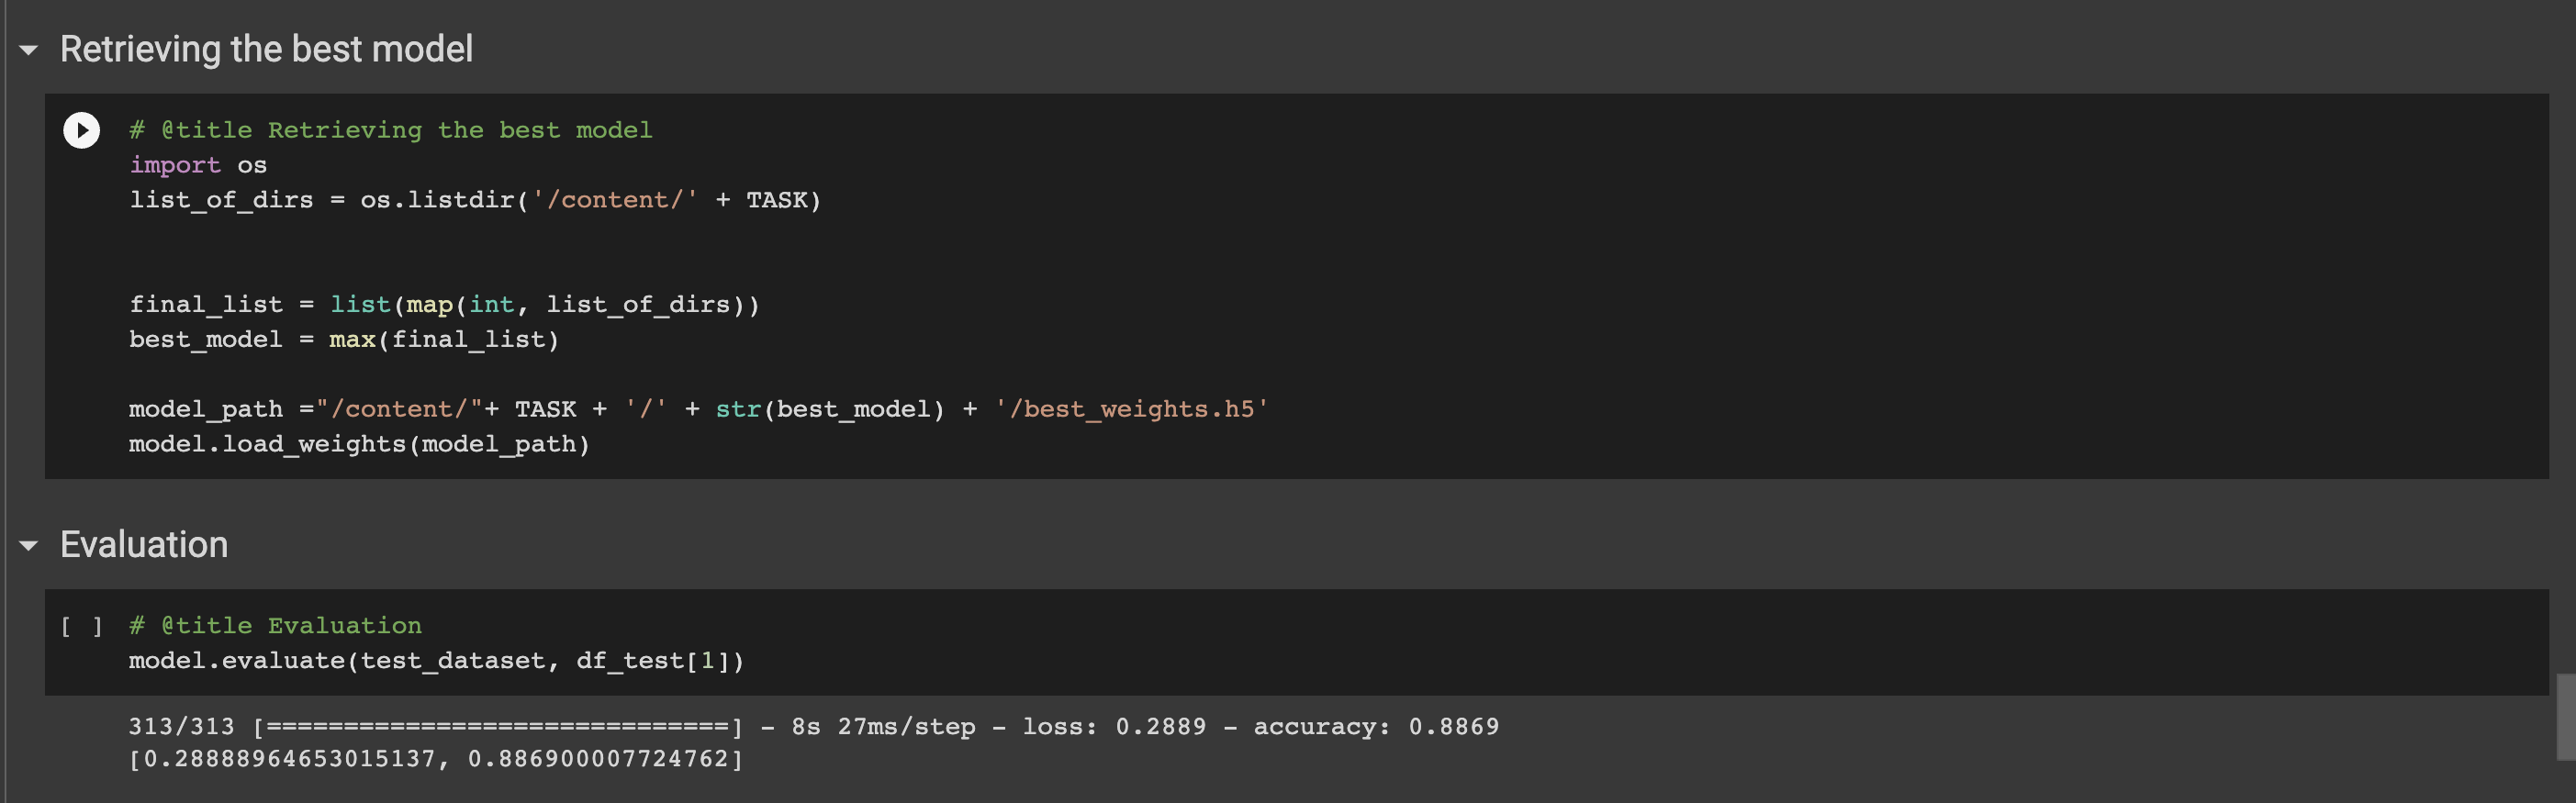 Retrieving the best model
# @title Retrieving the best model
import os
list_of_dirs = os.listdir('/content/' + TASK)
final_list = list(map(int, list_of_dirs))
best_model = max(final_list)
model_path ="/content/"+ TASK + '/' + str(best_model) + '/best_weights.h5'
model.load_weights(model_path)
Evaluation
[ ] # @title Evaluation
model.evaluate(test_dataset, df_test[1])
313/313 [==============================] - 8s 27ms/step - loss: 0.2889 - accuracy: 0.8869
[0.28888964653015137, 0.886900007724762]